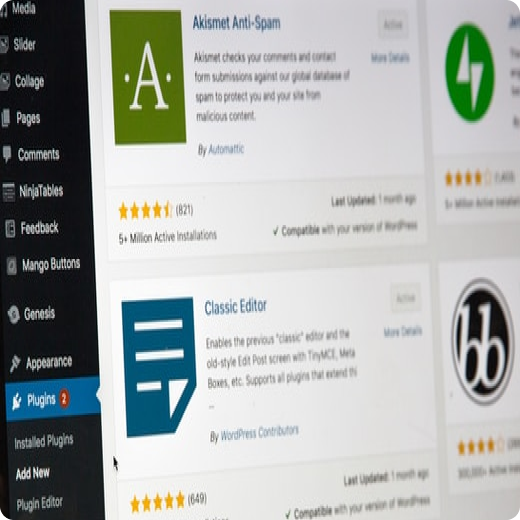 Media
Slider
Collage
Pages
Comments
NinjaTables
Feedback
Mango Buttons
Genesis
Appearance
Plugins 2
Installed Plugins
Add New
Plugin Editor
A
Akismet Anti-Spam
Active
More Details
Akismet checks your comments and contact
form submissions against our global database of
spam to protect you and your site from
malicious content.
By Automattic
(821)
Last Updated: 1 month ago
5+ Million Active Installations
✓ Compatible with your version of WordPress
Classic Editor
Active
More Details
Enables the previous "classic" editor and the
old-style Edit Post screen with TinyMCE, Meta
Boxes, etc. Supports all plugins that extend thi
...
By WordPress Contributors
(649)
Last Updated: 1 month ago
✓ Compatible with your version of WordPress
5+ Million Active Installat
bb